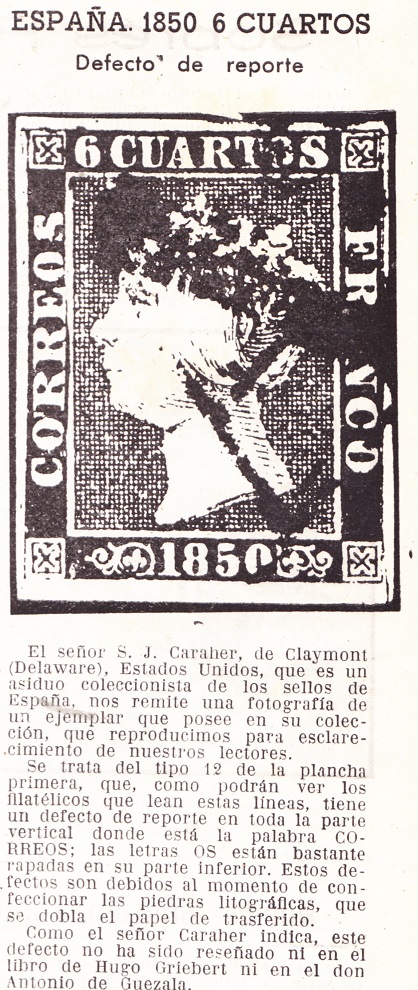 ESPAÑA. 1850 6 CUARTOS
Defecto de reporte
6 CUARTOS
CORREOS
FR NCO
1850
El señor S. J. Caraher, de Claymont
(Delaware), Estados Unidos, que es un
asiduo coleccionista de los sellos de
España, nos remite una fotografía de
un ejemplar que posee en su colec-
ción, que reproducimos para esclare-
cimiento de nuestros lectores.
Se trata del tipo 12 de la plancha
primera, que, como podrán ver los
filatélicos que lean estas líneas, tiene
un defecto de reporte en toda la parte
vertical donde está la palabra CO-
RREOS; las letras OS están bastante
rapadas en su parte inferior. Estos de-
fectos son debidos al momento de con-
feccionar las piedras litográficas, que
se dobla el papel de trasferido.
Como el señor Caraher indica, este
defecto no ha sido reseñado ni en el
libro de Hugo Griebert ni en el don
Antonio de Guezala.